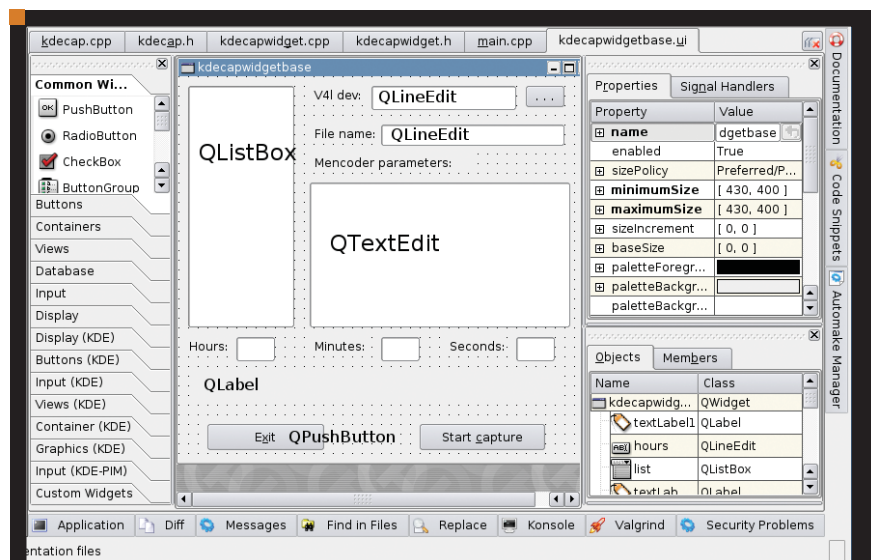 kdecap.cpp kdecap.h kdecapwidget.cpp kdecapwidget.h main.cpp kdecapwidgetbase.ui
Common Wi...
PushButton
RadioButton
CheckBox
ButtonGroup
Buttons
Containers
Views
Database
Input
Display
Display (KDE)
Buttons (KDE)
Input (KDE)
Views (KDE)
Container (KDE)
Graphics (KDE)
Input (KDE-PIM)
Custom Widgets
kdecapwidgetbase
QListBox
V4l dev: QLineEdit ...
File name: QLineEdit
Mencoder parameters:
QTextEdit
Hours: Minutes: Seconds:
QLabel
Exit QPushButton Start capture
Properties Signal Handlers
Property Value
name dgetbase
enabled True
sizePolicy Preferred/P...
minimumSize [ 430, 400 ]
maximumSize [ 430, 400 ]
sizeIncrement [ 0, 0 ]
baseSize [ 0, 0 ]
paletteForegr...
paletteBackgr...
paletteBackgr...
Objects Members
Name Class
kdecapwidg... QWidget
textLabel1 QLabel
hours QLineEdit
list QListBox
textLab QLabel
Documentation
Code Snippets
Automake Manager
Application Diff Messages Find in Files Replace Konsole Valgrind Security Problems
entation files